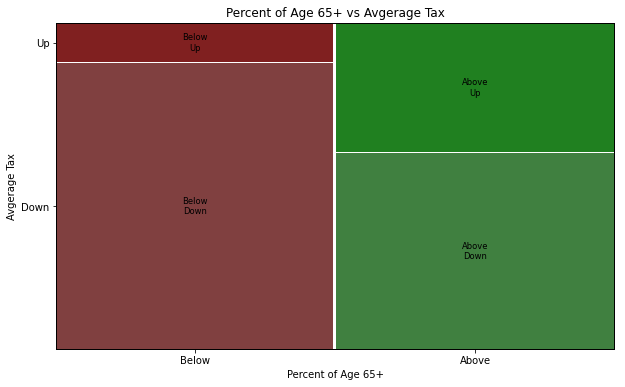 Percent of Age 65+ vs Avgerage Tax
Up
Below
Up
Above
Up
Avgerage Tax
Down
Below
Down
Above
Down
Below
Above
Percent of Age 65+